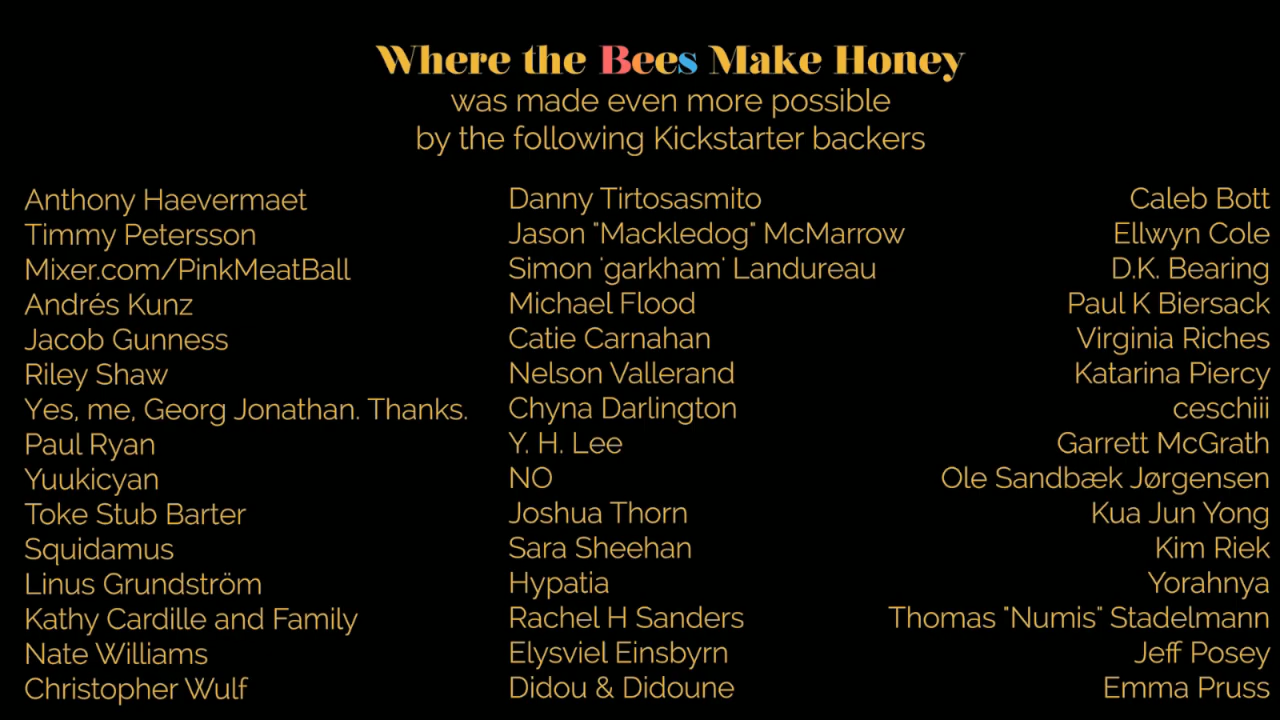 Where the Bees Make Honey
was made even more possible
by the following Kickstarter backers
Anthony Haevermaet
Timmy Petersson
Mixer.com/PinkMeatBall
Andrés Kunz
Jacob Gunness
Riley Shaw
Yes, me, Georg Jonathan. Thanks.
Paul Ryan
Yuukicyan
Toke Stub Barter
Squidamus
Linus Grundström
Kathy Cardille and Family
Nate Williams
Christopher Wulf
Danny Tirtosasmito
Jason "Mackledog" McMarrow
Simon 'garkham' Landureau
Michael Flood
Catie Carnahan
Nelson Vallerand
Chyna Darlington
Y. H. Lee
NO
Joshua Thorn
Sara Sheehan
Hypatia
Rachel H Sanders
Elysviel Einsbyrn
Didou & Didoune
Caleb Bott
Ellwyn Cole
D.K. Bearing
Paul K Biersack
Virginia Riches
Katarina Piercy
ceschiii
Garrett McGrath
Ole Sandbæk Jørgensen
Kua Jun Yong
Kim Riek
Yorahnya
Thomas "Numis" Stadelmann
Jeff Posey
Emma Pruss